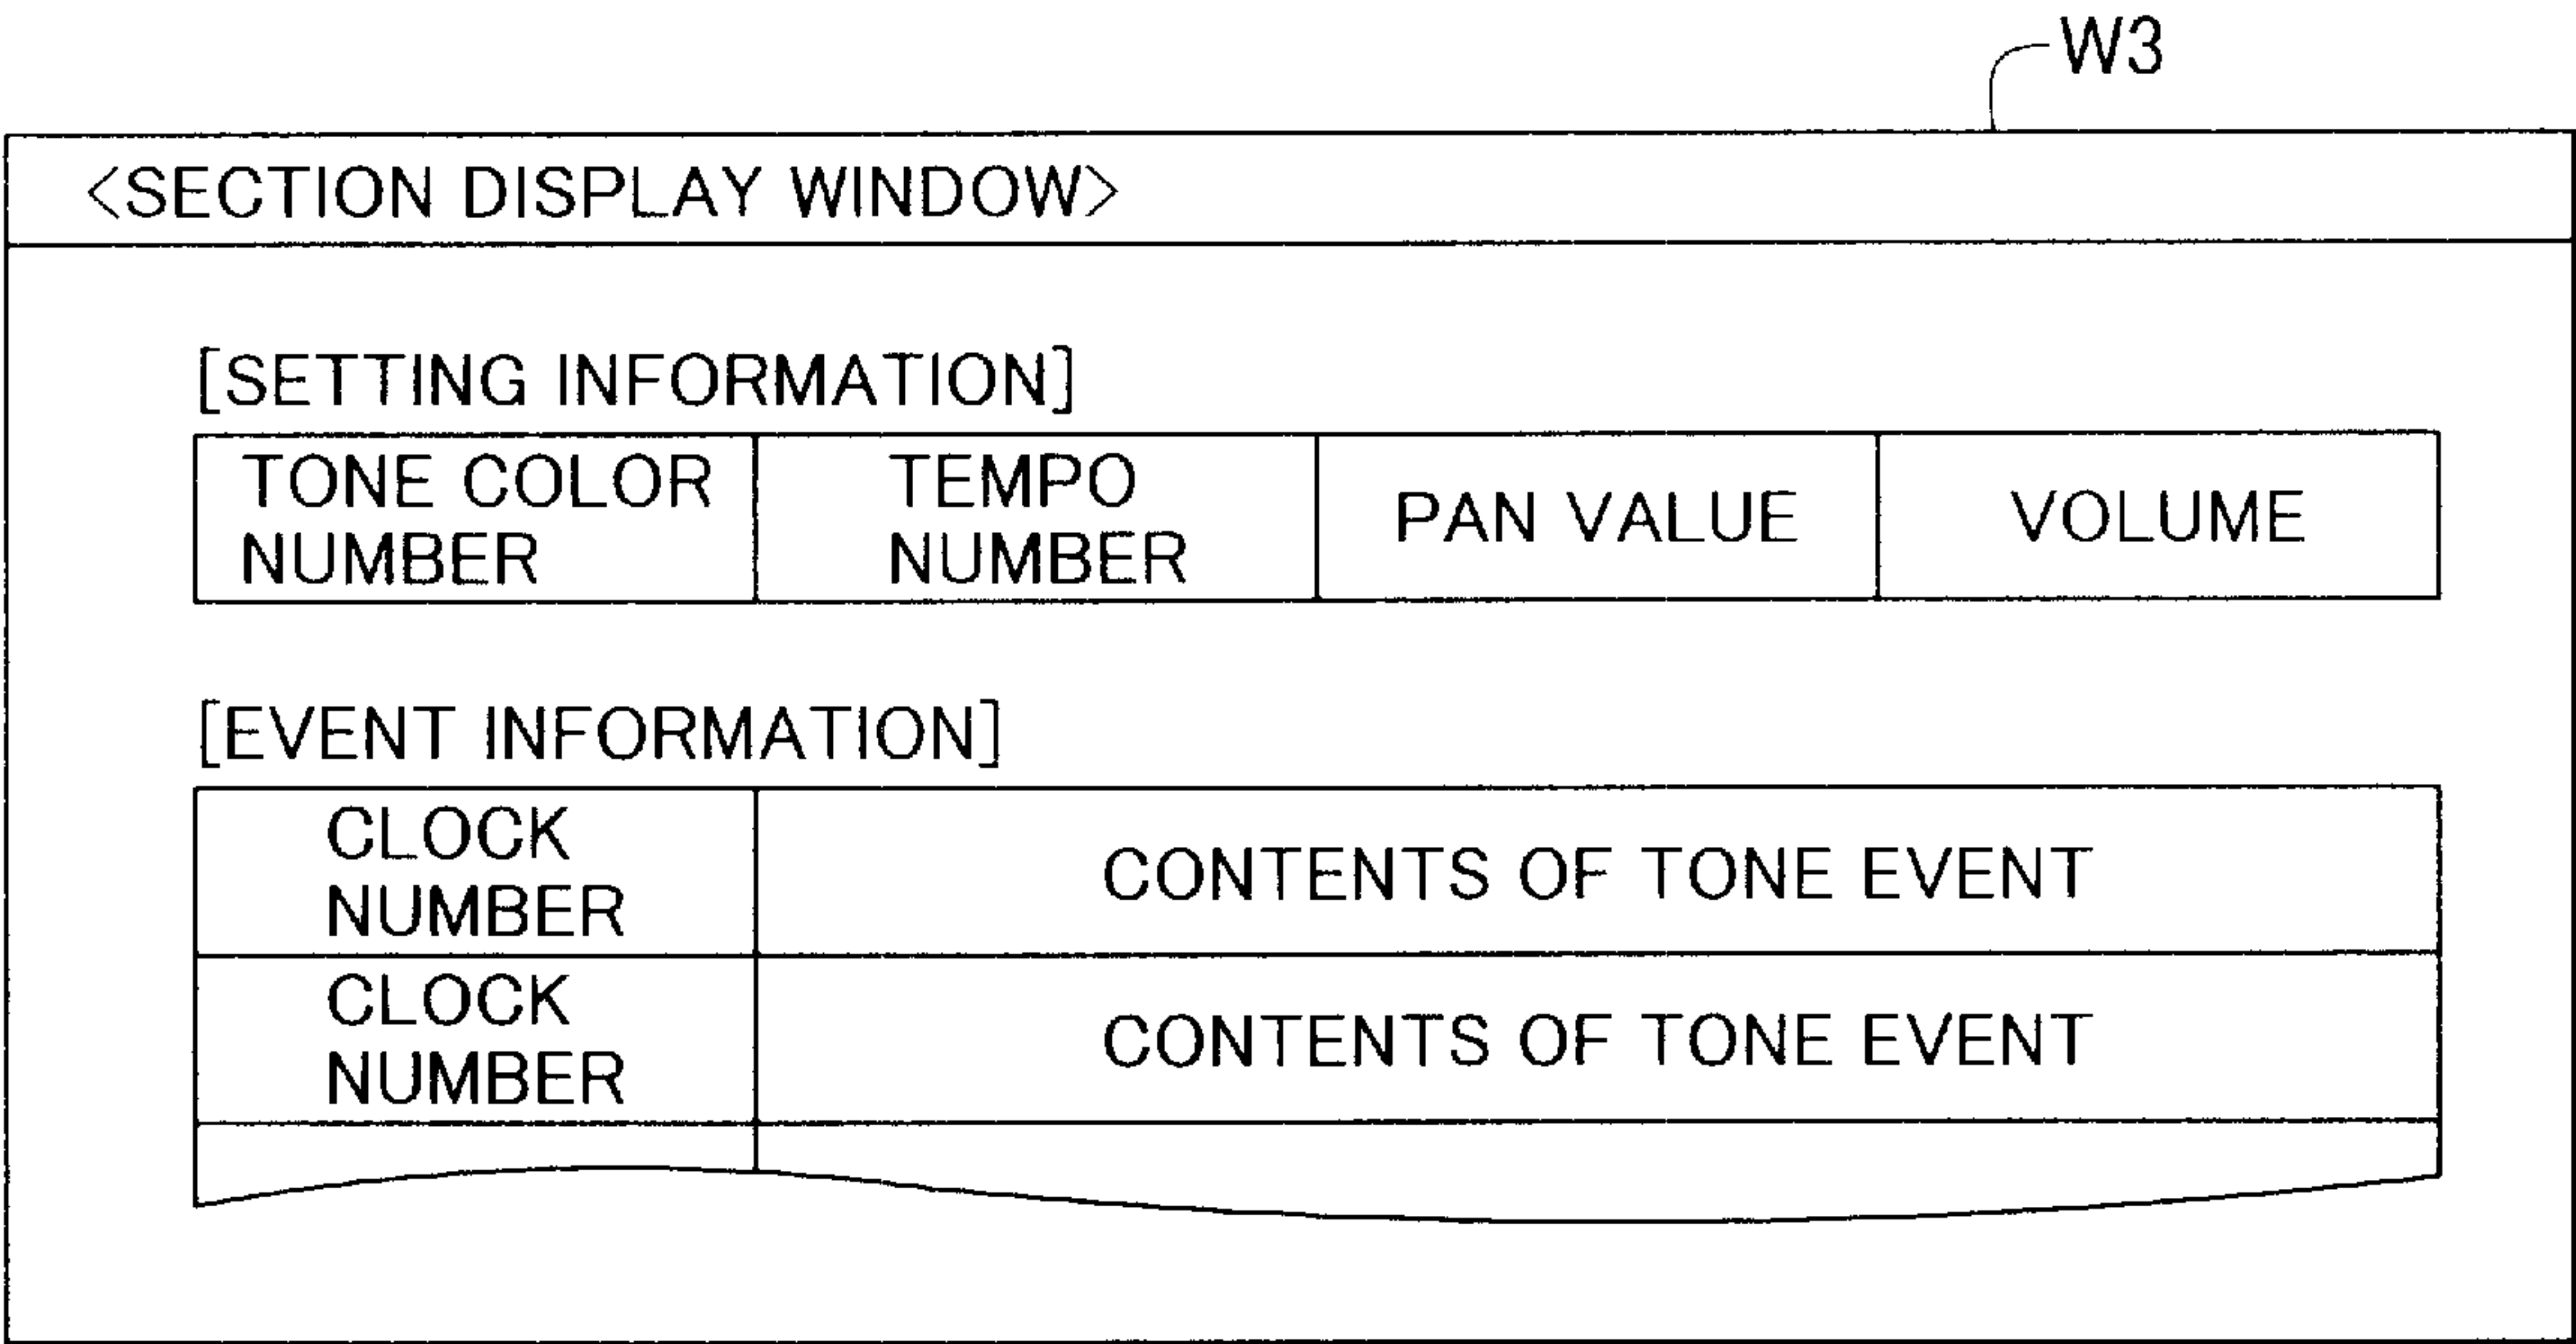 W3
<SECTION DISPLAY WINDOW>
[SETTING INFORMATION]
TONE COLOR
NUMBER
TEMPO
NUMBER
PAN VALUE
VOLUME
[EVENT INFORMATION]
CLOCK
NUMBER
CONTENTS OF TONE EVENT
CLOCK
NUMBER
CONTENTS OF TONE EVENT